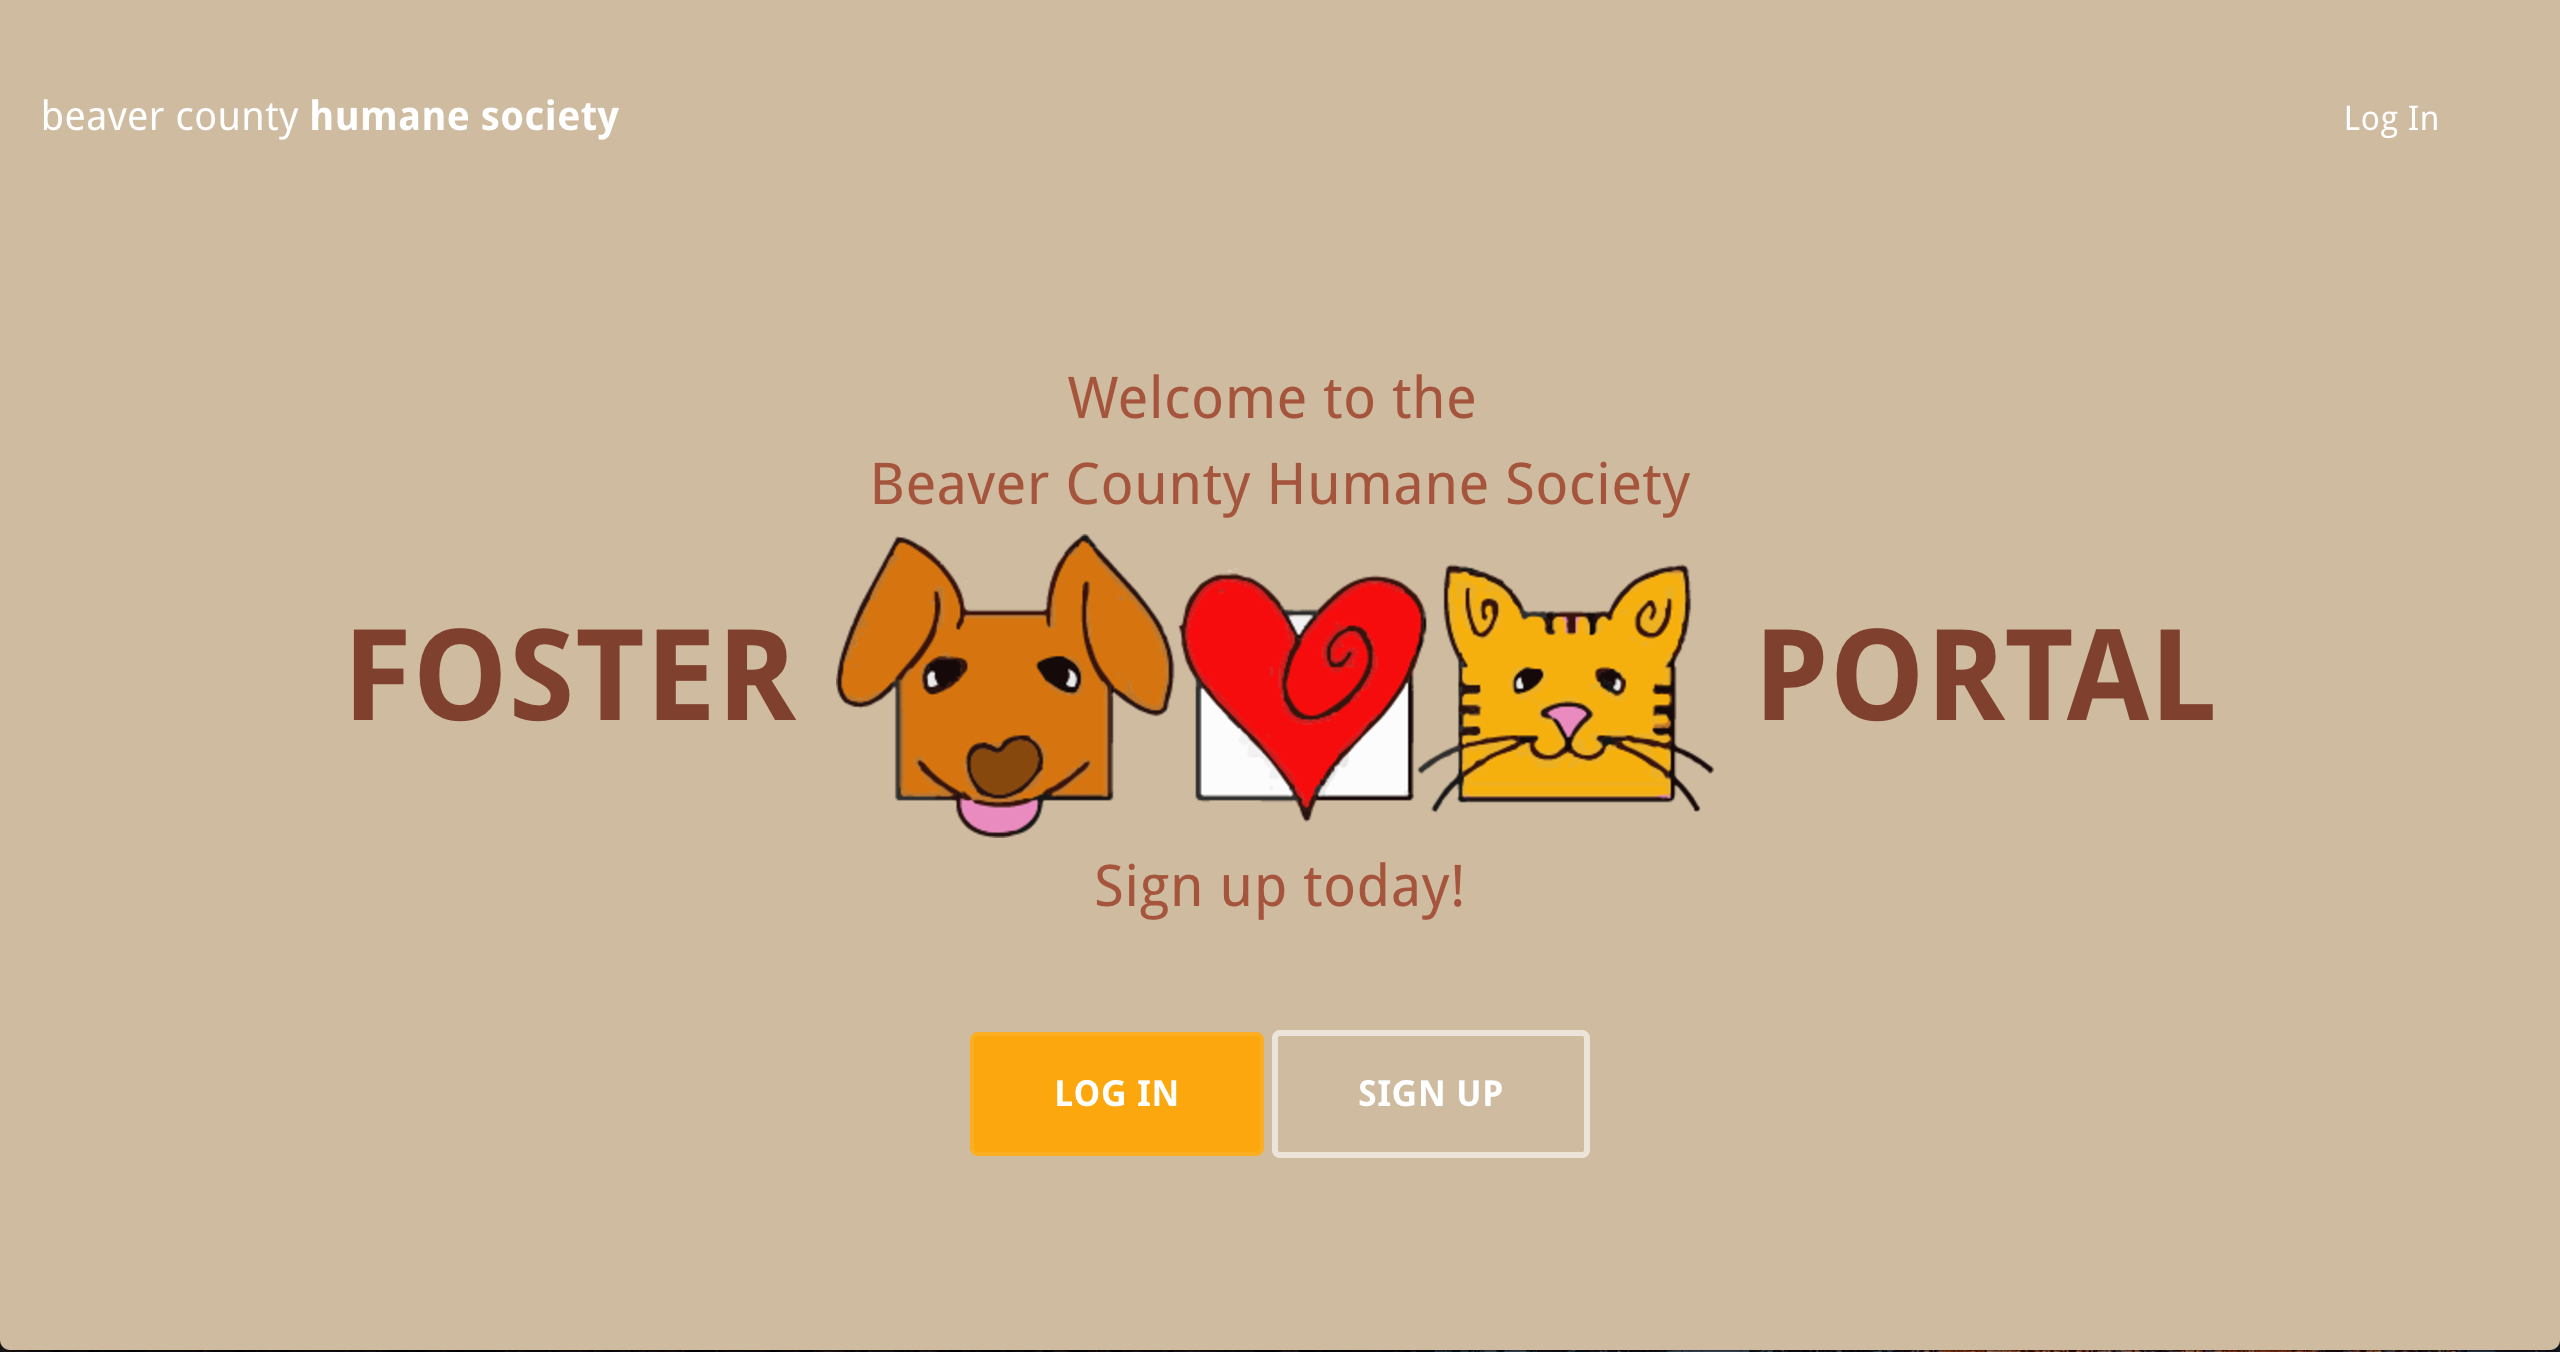 beaver county humane society
Log In
Welcome to the
Beaver County Humane Society
FOSTER PORTAL
Sign up today!
LOG IN
SIGN UP